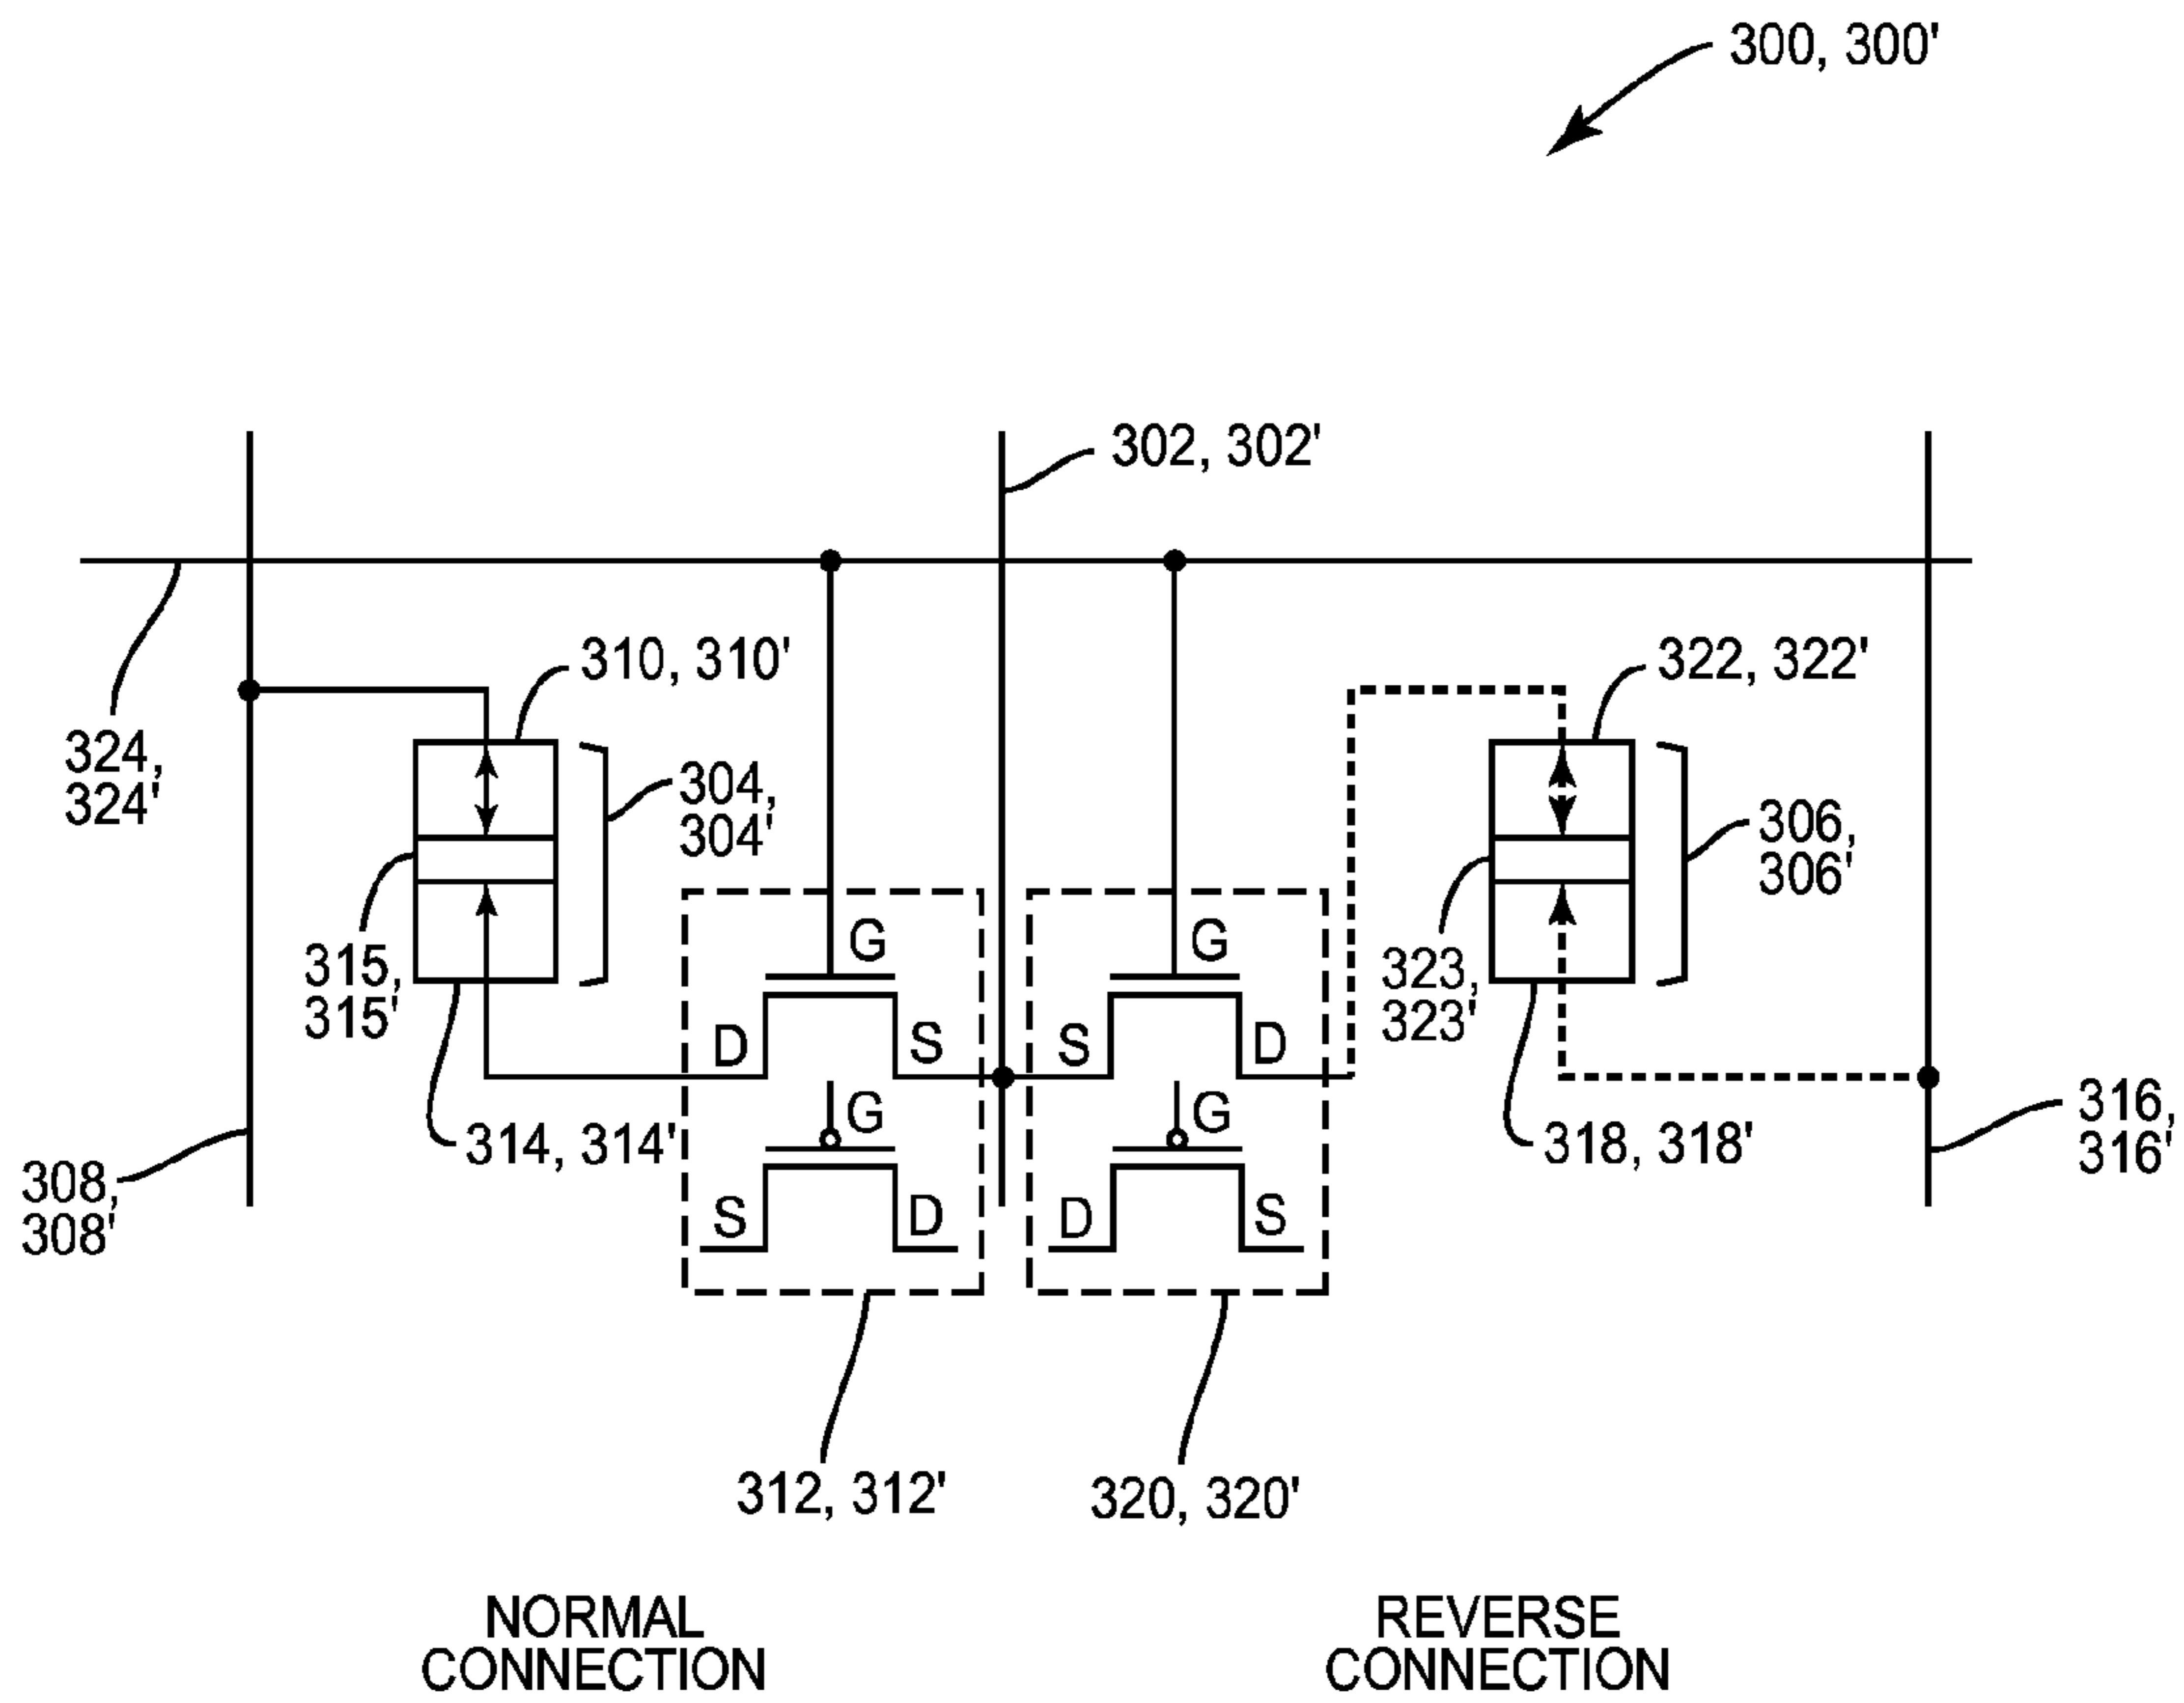 300, 300'
302, 302'
310, 310'
322, 322'
324,
324'
304,
304'
306,
306'
G
G
315,
315'
323,
323'
D
S
S
D
G
G
314, 314'
318, 318'
316,
316'
308,
308'
S
D
D
S
312, 312'
320, 320'
NORMAL
CONNECTION
REVERSE
CONNECTION